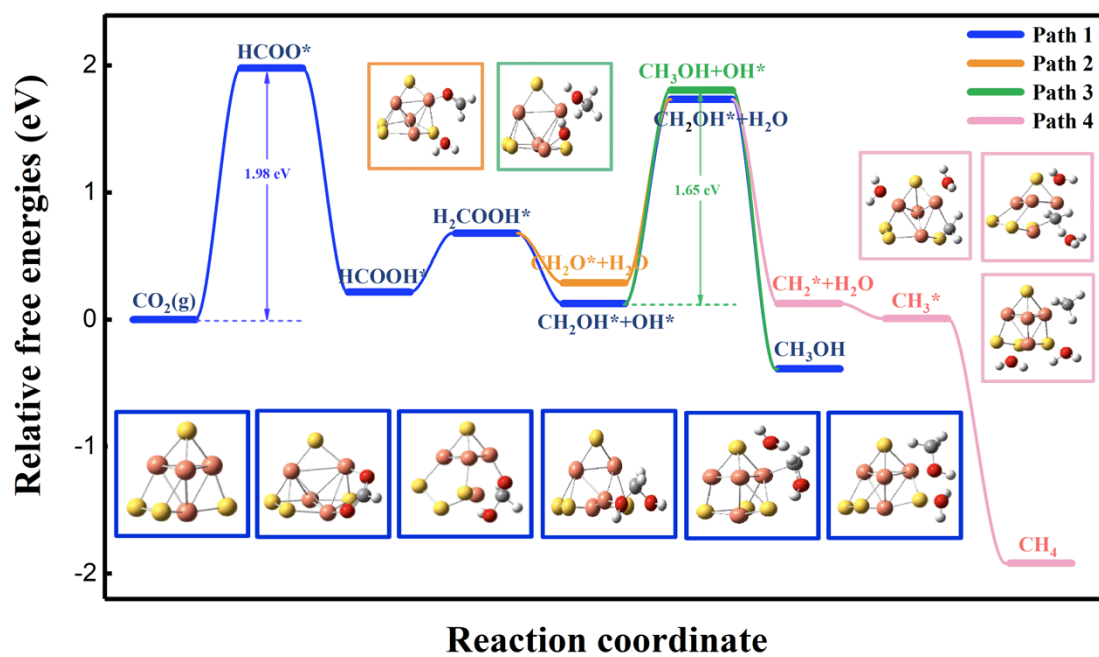 Relative free energies (eV)
2
1
0
-1
-2
Path 1
Path 2
Path 3
Path 4
HCOO*
CH₃OH+OH*
CH₂OH*+H₂O
1.98 eV
1.65 eV
H₂COOH*
HCOOH*
CH₂O*+H₂O
CO₂(g)
CH₂OH*+OH*
CH₂*+H₂O
CH₃*
CH₃OH
CH₄
Reaction coordinate